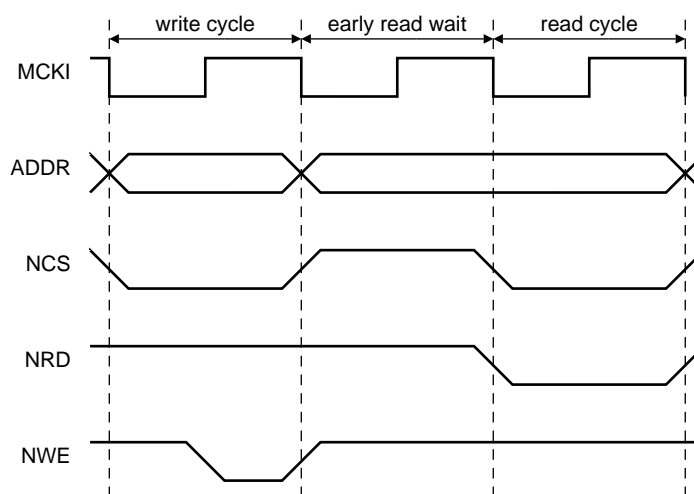 write cycle early read wait read cycle
MCKI
ADDR
NCS
NRD
NWE